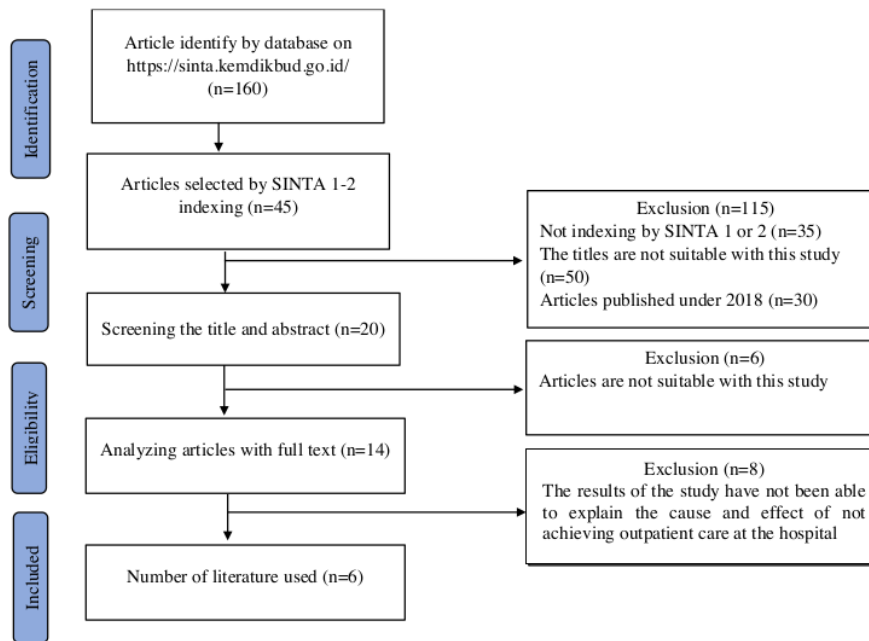 Identification
Article identify by database on
https://sinta.kemdikbud.go.id/
(n=160)
Articles selected by SINTA 1-2
indexing (n=45)
Screening
Exclusion (n=115)
Not indexing by SINTA 1 or 2 (n=35)
The titles are not suitable with this study
(n=50)
Articles published under 2018 (n=30)
Screening the title and abstract (n=20)
Exclusion (n=6)
Articles are not suitable with this study
Eligibility
Analyzing articles with full text (n=14)
Exclusion (n=8)
The results of the study have not been able
to explain the cause and effect of not
achieving outpatient care at the hospital
Included
Number of literature used (n=6)